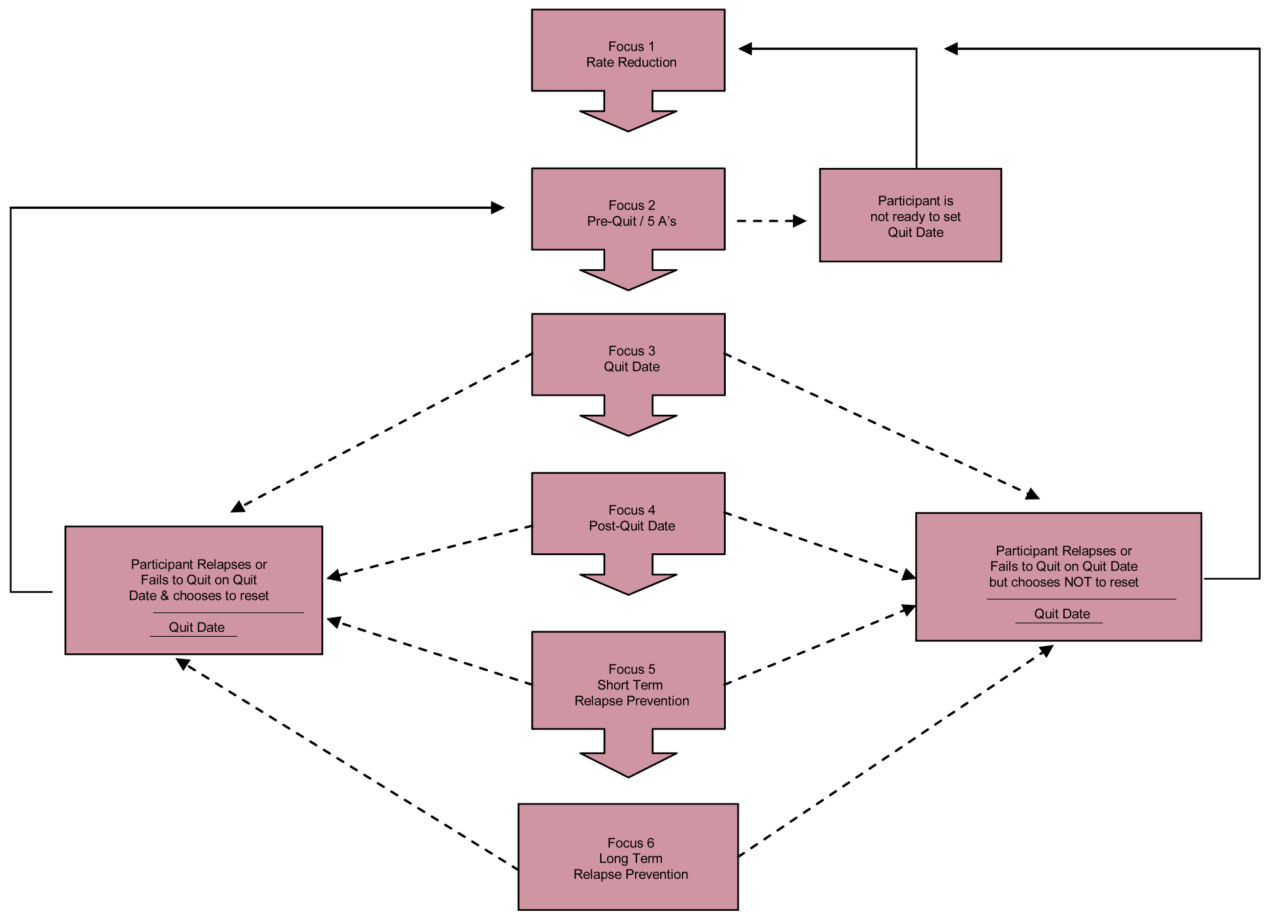 Focus 1
Rate Reduction
Focus 2
Pre-Quit / 5 A's
Participant is
not ready to set
Quit Date
Focus 3
Quit Date
Focus 4
Post-Quit Date
Participant Relapses or
Fails to Quit on Quit
Date & chooses to reset
Quit Date
Participant Relapses or
Fails to Quit on Quit Date
but chooses NOT to reset
Quit Date
Focus 5
Short Term
Relapse Prevention
Focus 6
Long Term
Relapse Prevention